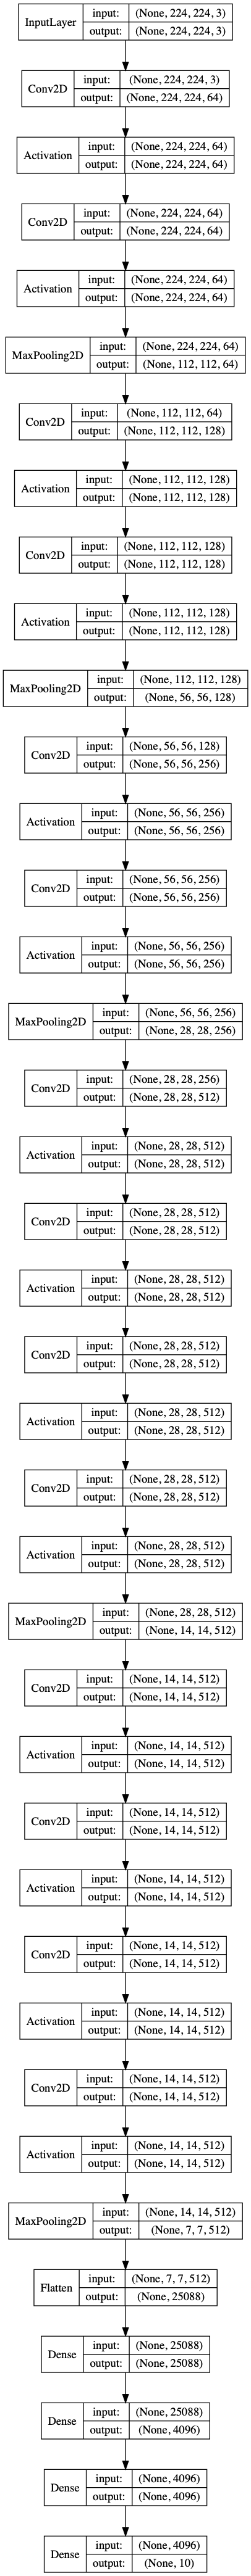 InputLayer input: (None, 224, 224, 3)
output: (None, 224, 224, 3)
Conv2D input: (None, 224, 224, 3)
output: (None, 224, 224, 64)
Activation input: (None, 224, 224, 64)
output: (None, 224, 224, 64)
Conv2D input: (None, 224, 224, 64)
output: (None, 224, 224, 64)
Activation input: (None, 224, 224, 64)
output: (None, 224, 224, 64)
MaxPooling2D input: (None, 224, 224, 64)
output: (None, 112, 112, 64)
Conv2D input: (None, 112, 112, 64)
output: (None, 112, 112, 128)
Activation input: (None, 112, 112, 128)
output: (None, 112, 112, 128)
Conv2D input: (None, 112, 112, 128)
output: (None, 112, 112, 128)
Activation input: (None, 112, 112, 128)
output: (None, 112, 112, 128)
MaxPooling2D input: (None, 112, 112, 128)
output: (None, 56, 56, 128)
Conv2D input: (None, 56, 56, 128)
output: (None, 56, 56, 256)
Activation input: (None, 56, 56, 256)
output: (None, 56, 56, 256)
Conv2D input: (None, 56, 56, 256)
output: (None, 56, 56, 256)
Activation input: (None, 56, 56, 256)
output: (None, 56, 56, 256)
MaxPooling2D input: (None, 56, 56, 256)
output: (None, 28, 28, 256)
Conv2D input: (None, 28, 28, 256)
output: (None, 28, 28, 512)
Activation input: (None, 28, 28, 512)
output: (None, 28, 28, 512)
Conv2D input: (None, 28, 28, 512)
output: (None, 28, 28, 512)
Activation input: (None, 28, 28, 512)
output: (None, 28, 28, 512)
Conv2D input: (None, 28, 28, 512)
output: (None, 28, 28, 512)
Activation input: (None, 28, 28, 512)
output: (None, 28, 28, 512)
Conv2D input: (None, 28, 28, 512)
output: (None, 28, 28, 512)
Activation input: (None, 28, 28, 512)
output: (None, 28, 28, 512)
MaxPooling2D input: (None, 28, 28, 512)
output: (None, 14, 14, 512)
Conv2D input: (None, 14, 14, 512)
output: (None, 14, 14, 512)
Activation input: (None, 14, 14, 512)
output: (None, 14, 14, 512)
Conv2D input: (None, 14, 14, 512)
output: (None, 14, 14, 512)
Activation input: (None, 14, 14, 512)
output: (None, 14, 14, 512)
Conv2D input: (None, 14, 14, 512)
output: (None, 14, 14, 512)
Activation input: (None, 14, 14, 512)
output: (None, 14, 14, 512)
Conv2D input: (None, 14, 14, 512)
output: (None, 14, 14, 512)
Activation input: (None, 14, 14, 512)
output: (None, 14, 14, 512)
MaxPooling2D input: (None, 14, 14, 512)
output: (None, 7, 7, 512)
Flatten input: (None, 7, 7, 512)
output: (None, 25088)
Dense input: (None, 25088)
output: (None, 25088)
Dense input: (None, 25088)
output: (None, 4096)
Dense input: (None, 4096)
output: (None, 4096)
Dense input: (None, 4096)
output: (None, 10)